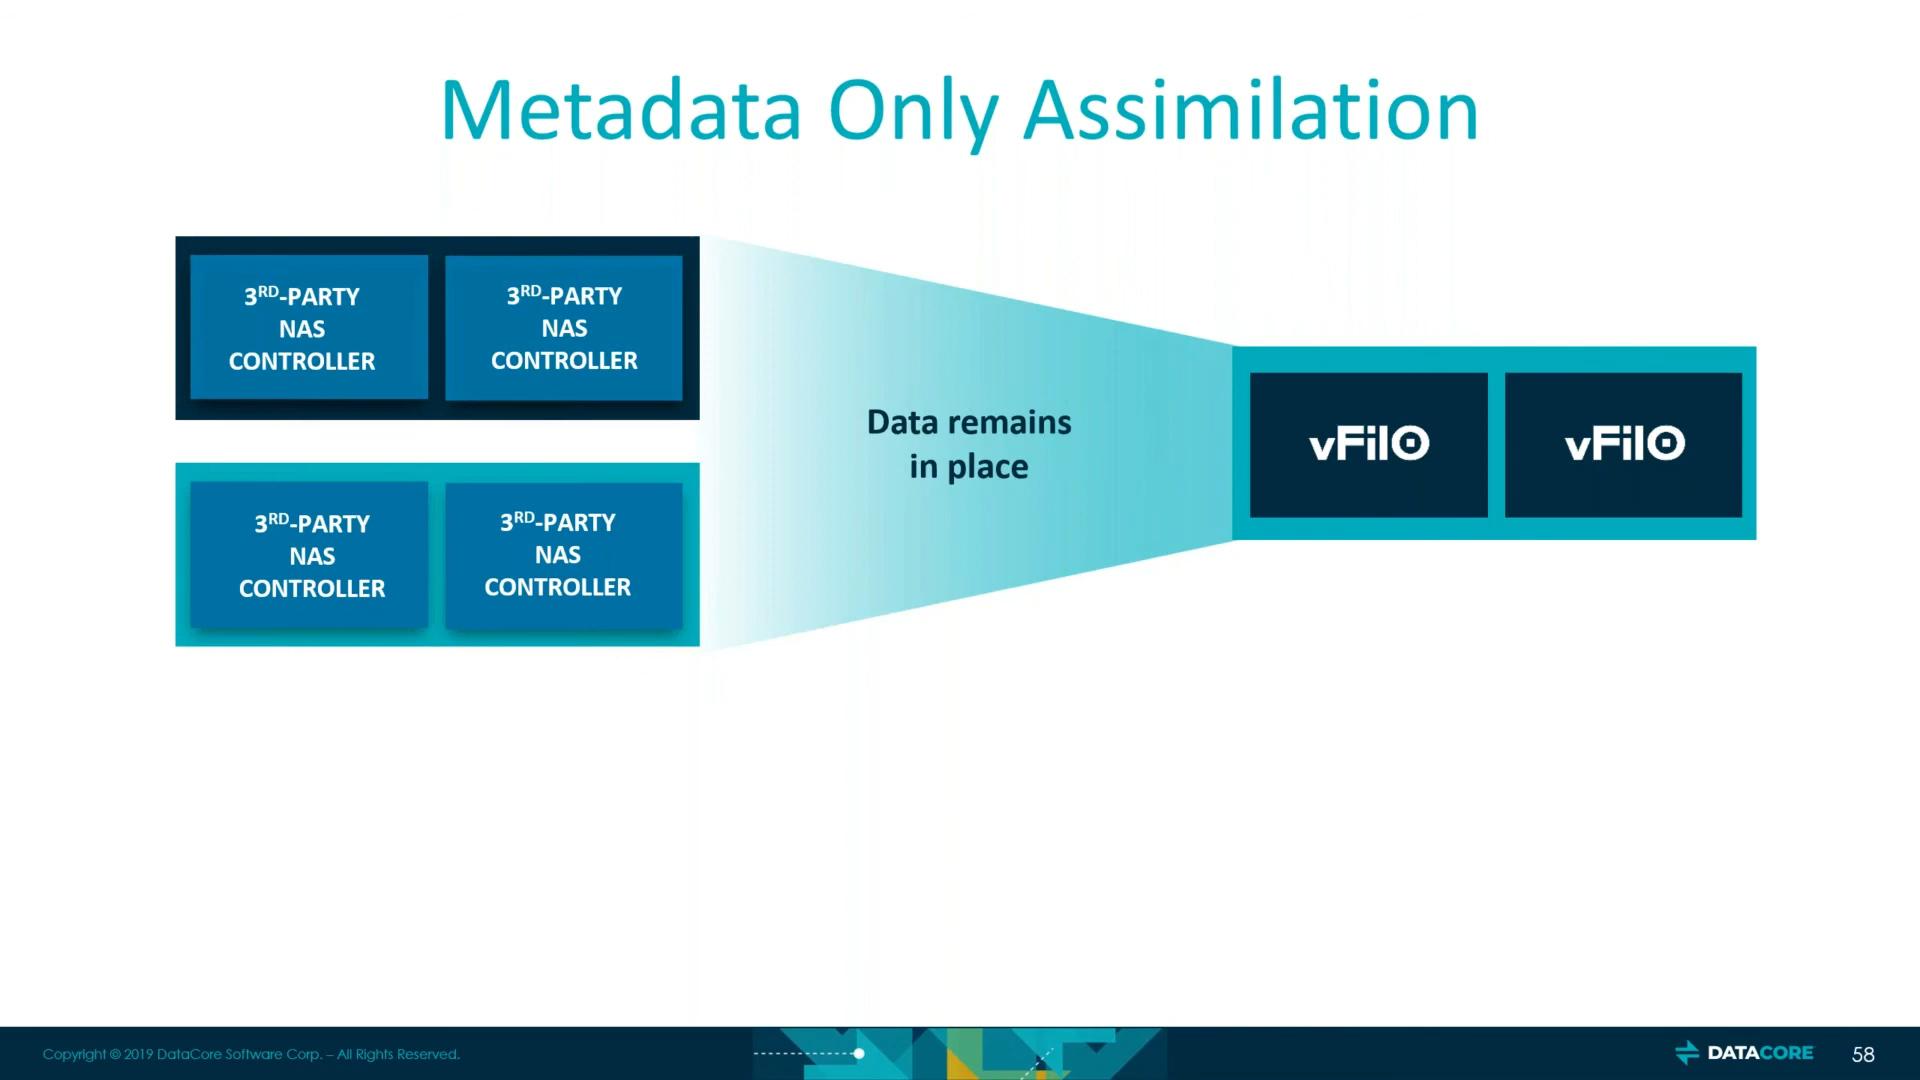 Metadata Only Assimilation
3RD-PARTY
NAS
CONTROLLER
3RD-PARTY
NAS
CONTROLLER
3RD-PARTY
NAS
CONTROLLER
3RD-PARTY
NAS
CONTROLLER
Data remains
in place
vFilO
vFilO
Copyright © 2019 DataCore Software Corp. – All Rights Reserved.
DATACORE
58